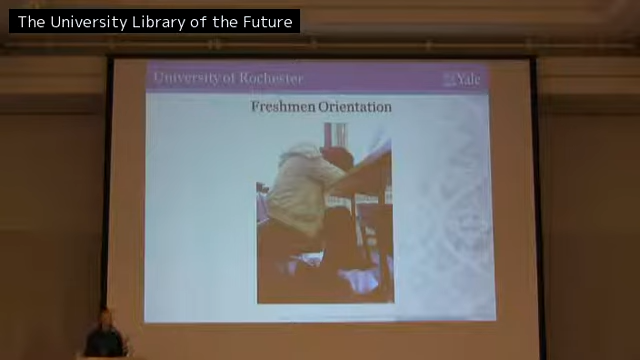 The University Library of the Future
University of Rochester
Yale
Freshmen Orientation